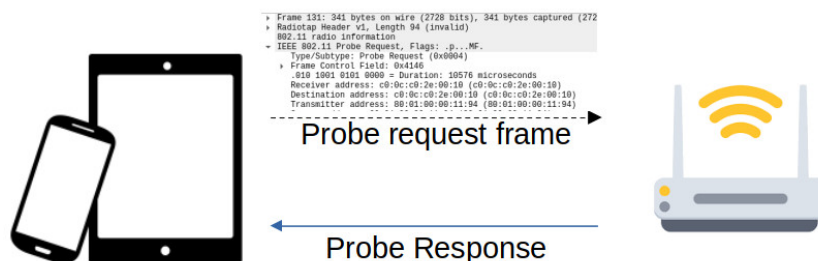 Frame 131: 341 bytes on wire (2728 bits), 341 bytes captured (272
Radiotap Header v1, Length 94 (invalid)
802.11 radio information
IEEE 802.11 Probe Request, Flags: .p...MF.
Type/Subtype: Probe Request (0x0004)
Frame Control Field: 0x4146
.010 1001 0101 0000 = Duration: 10576 microseconds
Receiver address: c0:0c:c0:2e:00:10 (c0:0c:c0:2e:00:10)
Destination address: c0:0c:c0:2e:00:10 (c0:0c:c0:2e:00:10)
Transmitter address: 80:01:00:00:11:94 (80:01:00:00:11:94)
Probe request frame
Probe Response